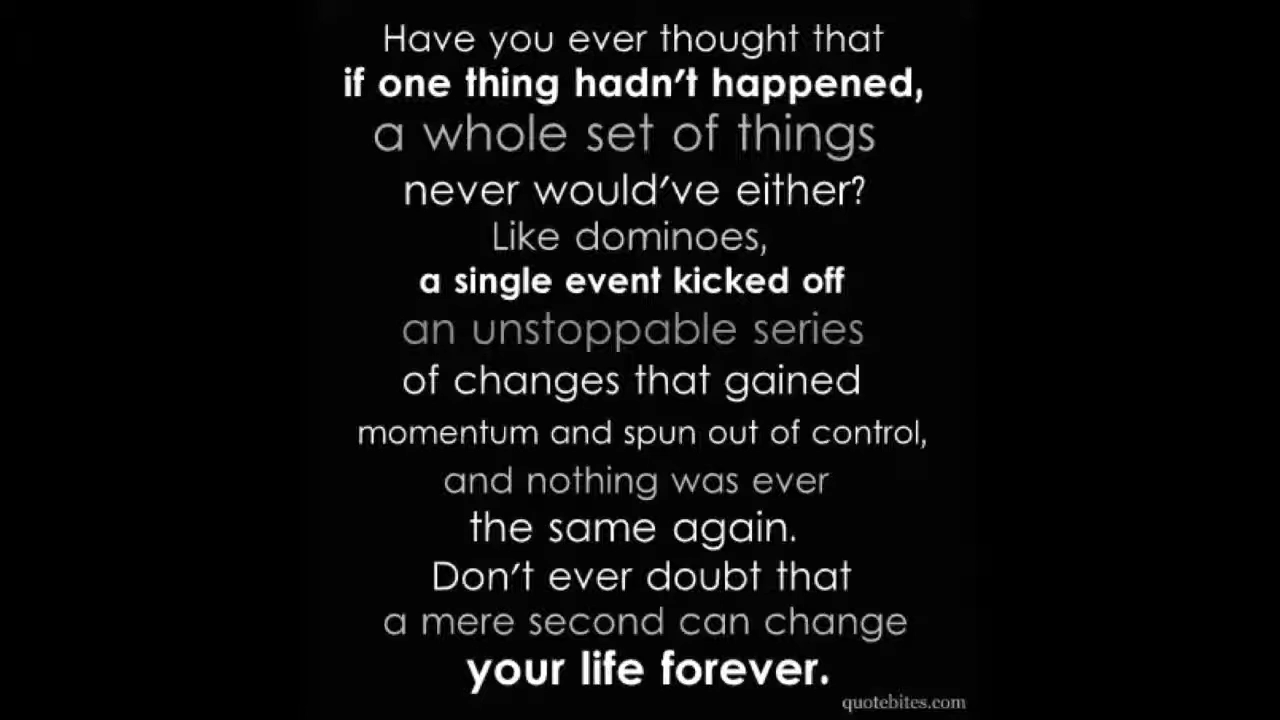 Have you ever thought that
if one thing hadn't happened,
a whole set of things
never would've either?
Like dominoes,
a single event kicked off
an unstoppable series
of changes that gained
momentum and spun out of control,
and nothing was ever
the same again.
Don't ever doubt that
a mere second can change
your life forever.
quotebites.com